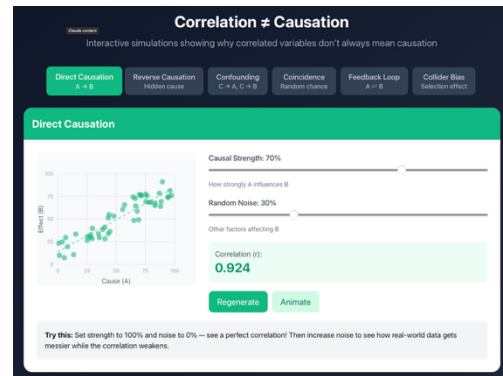 Correlation ≠ Causation
Claude content
Interactive simulations showing why correlated variables don't always mean causation
Direct Causation
A → B
Reverse Causation
Hidden cause
Confounding
C → A, C → B
Coincidence
Random chance
Feedback Loop
A ⇌ B
Collider Bias
Selection effect
Direct Causation
Causal Strength: 70%
How strongly A influences B
Random Noise: 30%
Other factors affecting B
Correlation (r):
0.924
Regenerate
Animate
100
75
50
25
0
Effect (B)
0
25
50
75
100
Cause (A)
Try this: Set strength to 100% and noise to 0% — see a perfect correlation! Then increase noise to see how real-world data gets
messier while the correlation weakens.